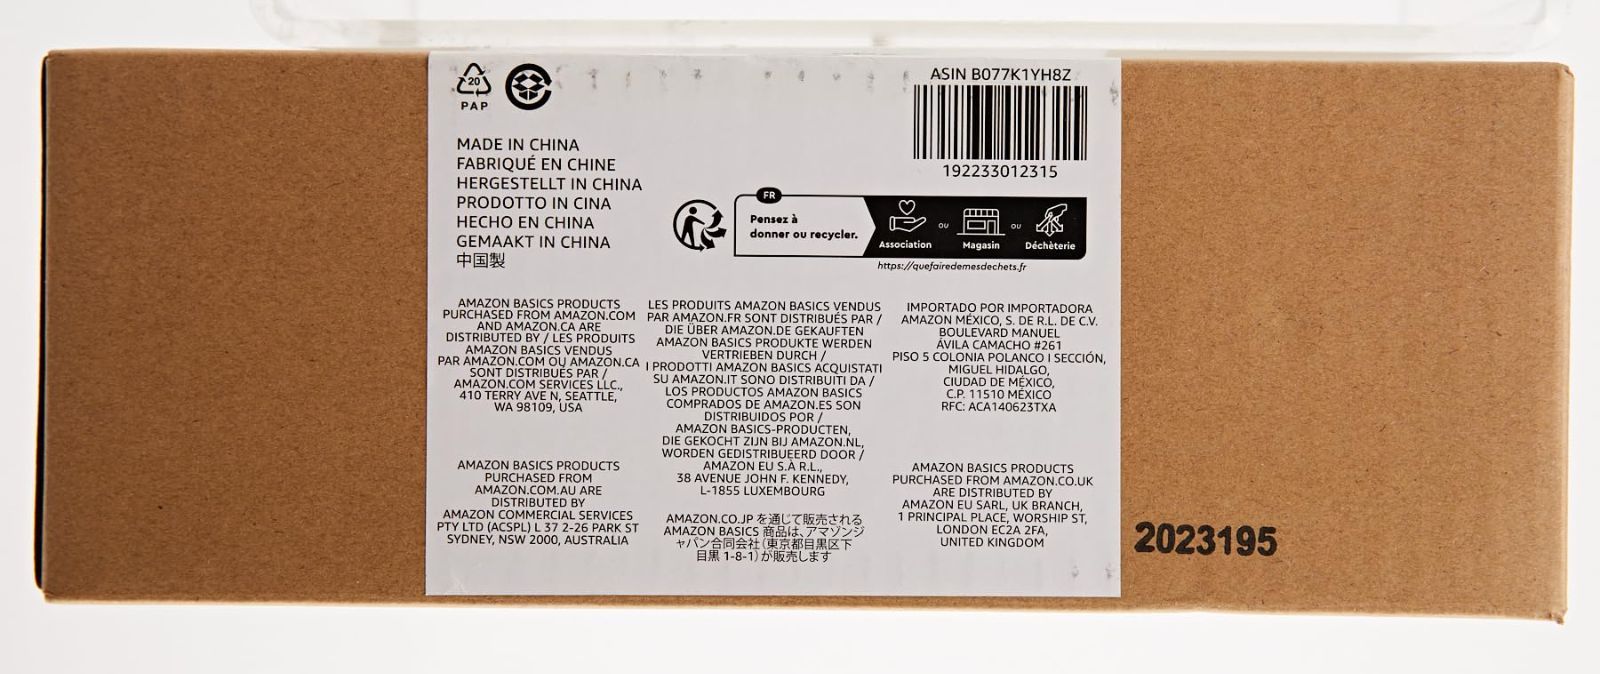 20
PAP
MADE IN CHINA
FABRIQUÉ EN CHINE
HERGESTELLT IN CHINA
PRODOTTO IN CINA
HECHO EN CHINA
GEMAAKT IN CHINA
中国製
ASIN B077K1YH8Z
192233012315
FR
Pensez à
donner ou recycler.
Association
ou
Magasin
ou
Déchèterie
https://quefairedemesdechets.fr
AMAZON BASICS PRODUCTS
PURCHASED FROM AMAZON.COM
AND AMAZON.CA ARE
DISTRIBUTED BY / LES PRODUITS
AMAZON BASICS VENDUS
PAR AMAZON.COM OU AMAZON.CA
SONT DISTRIBUÉS PAR /
AMAZON.COM SERVICES LLC.,
410 TERRY AVE N, SEATTLE,
WA 98109, USA
AMAZON BASICS PRODUCTS
PURCHASED FROM
AMAZON.COM.AU ARE
DISTRIBUTED BY
AMAZON COMMERCIAL SERVICES
PTY LTD (ACSPL) L 37 2-26 PARK ST
SYDNEY, NSW 2000, AUSTRALIA
LES PRODUITS AMAZON BASICS VENDUS
PAR AMAZON.FR SONT DISTRIBUÉS PAR /
DIE ÜBER AMAZON.DE GEKAUFTEN
AMAZON BASICS PRODUKTE WERDEN
VERTRIEBEN DURCH /
I PRODOTTI AMAZON BASICS ACQUISTATI
SU AMAZON.IT SONO DISTRIBUITI DA /
LOS PRODUCTOS AMAZON BASICS
COMPRADOS DE AMAZON.ES SON
DISTRIBUIDOS POR /
AMAZON BASICS-PRODUCTEN,
DIE GEKOCHT ZIJN BIJ AMAZON.NL,
WORDEN GEDISTRIBUEERD DOOR /
AMAZON EU S.À R.L.,
38 AVENUE JOHN F. KENNEDY,
L-1855 LUXEMBOURG
AMAZON.CO.JP を通じて販売される
AMAZON BASICS 商品は、アマゾンジ
ャパン合同会社（東京都目黒区下
目黒 1-8-1）が販売します
IMPORTADO POR IMPORTADORA
AMAZON MÉXICO, S. DE R.L. DE C.V.
BOULEVARD MANUEL
ÁVILA CAMACHO #261
PISO 5 COLONIA POLANCO I SECCIÓN,
MIGUEL HIDALGO,
CIUDAD DE MÉXICO,
C.P. 11510 MÉXICO
RFC: ACA140623TXA
AMAZON BASICS PRODUCTS
PURCHASED FROM AMAZON.CO.UK
ARE DISTRIBUTED BY
AMAZON EU SARL, UK BRANCH,
1 PRINCIPAL PLACE, WORSHIP ST,
LONDON EC2A 2FA,
UNITED KINGDOM
2023195